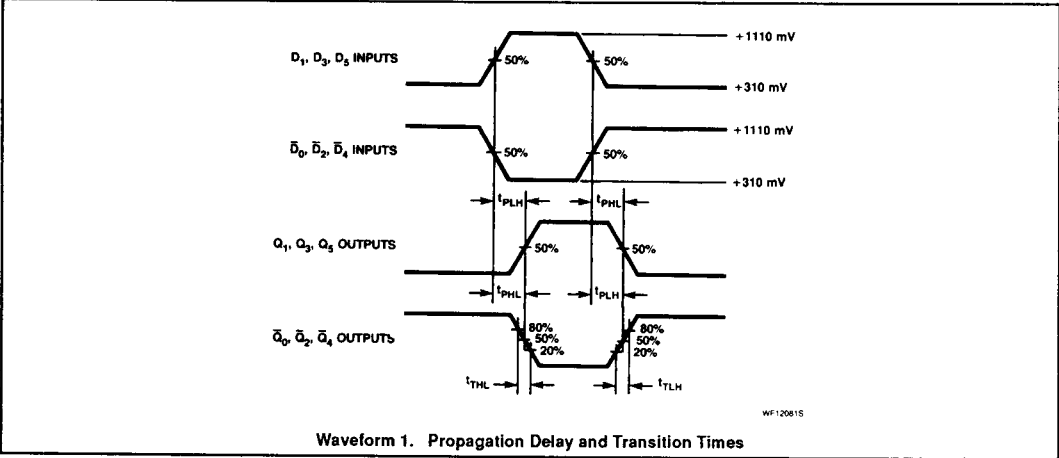 +1110 mV
D1, D3, D5 INPUTS
50%
50%
+310 mV
+1110 mV
D̄0, D̄2, D̄4 INPUTS
50%
50%
+310 mV
tPLH
tPHL
Q1, Q3, Q5 OUTPUTS
50%
50%
tPHL
tPLH
Q̄0, Q̄2, Q̄4 OUTPUTS
80%
50%
20%
80%
50%
20%
tTHL
tTLH
WF12081S
Waveform 1. Propagation Delay and Transition Times